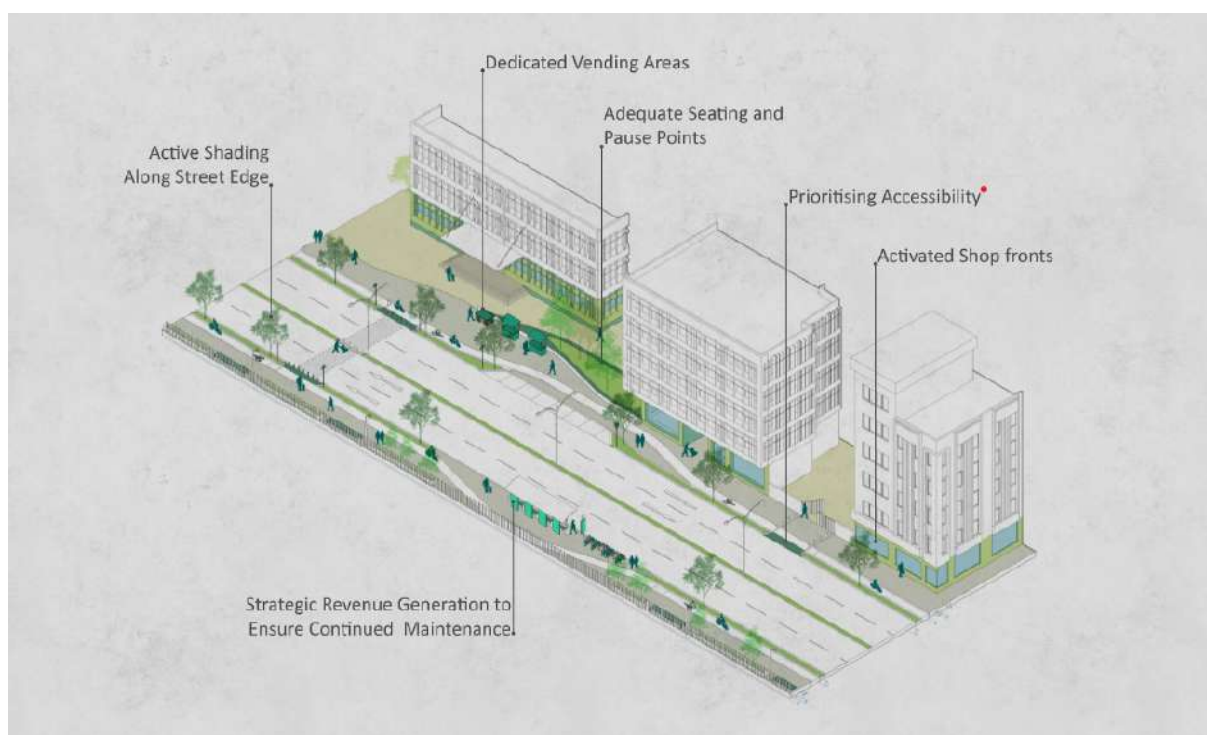 Dedicated Vending Areas
Adequate Seating and
Pause Points
Active Shading
Along Street Edge
Prioritising Accessibility
Activated Shop fronts
Strategic Revenue Generation to
Ensure Continued Maintenance